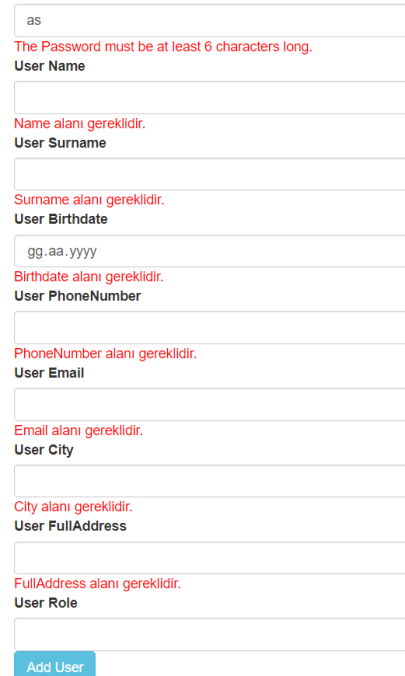 as
The Password must be at least 6 characters long.
User Name
Name alanı gereklidir.
User Surname
Surname alanı gereklidir.
User Birthdate
gg.aa.yyyy
Birthdate alanı gereklidir.
User PhoneNumber
PhoneNumber alanı gereklidir.
User Email
Email alanı gereklidir.
User City
City alanı gereklidir.
User FullAddress
FullAddress alanı gereklidir.
User Role
Add User